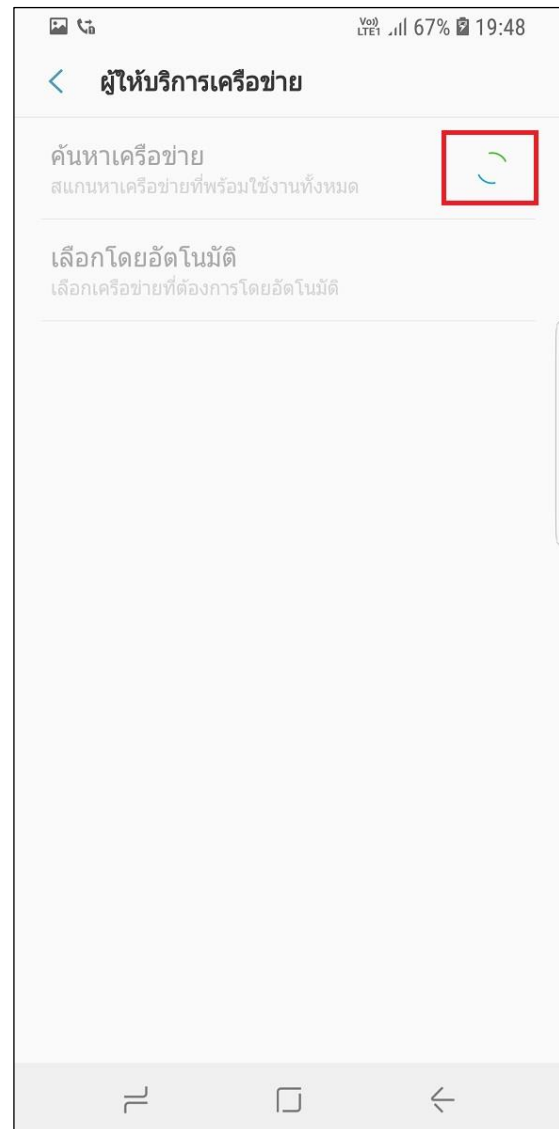 VoLTE1 67% 19:48
ผู้ให้บริการเครือข่าย
ค้นหาเครือข่าย
สแกนหาเครือข่ายที่พร้อมใช้งานทั้งหมด
เลือกโดยอัตโนมัติ
เลือกเครือข่ายที่ต้องการโดยอัตโนมัติ